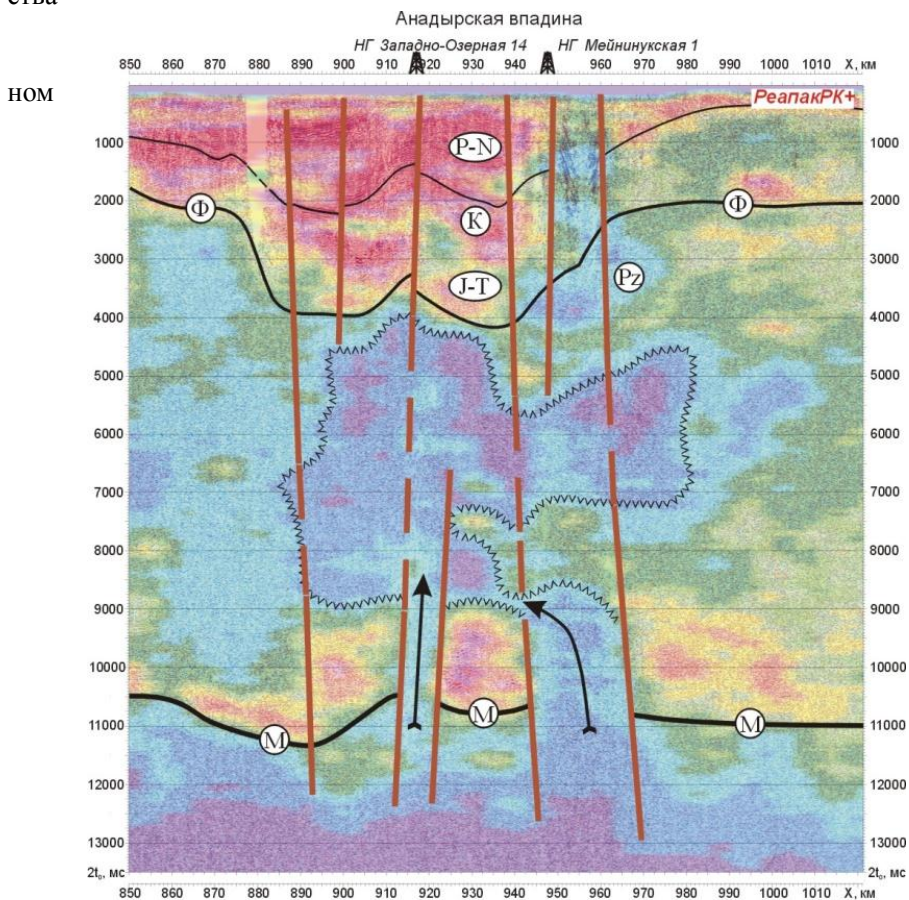 ства
ном
Анадырская впадина
НГ Западно-Озерная 14 НГ Мейнинукская 1
850 860 870 880 890 900 910 920 930 940 950 960 970 980 990 1000 1010 X, км
РеапакРК+
1000 P-N 1000
2000 Ф К Ф 2000
3000 J-T Pz 3000
4000 4000
5000 5000
6000 6000
7000 7000
8000 8000
9000 9000
10000 10000
11000 М М М 11000
12000 12000
13000 13000
2t₀, мс 2t₀, мс
850 860 870 880 890 900 910 920 930 940 950 960 970 980 990 1000 1010 X, км